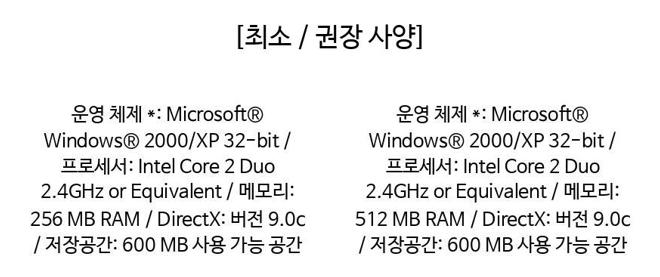 [최소 / 권장 사양]
운영 체제 *: Microsoft®
Windows® 2000/XP 32-bit /
프로세서: Intel Core 2 Duo
2.4GHz or Equivalent / 메모리:
256 MB RAM / DirectX: 버전 9.0c
/ 저장공간: 600 MB 사용 가능 공간
운영 체제 *: Microsoft®
Windows® 2000/XP 32-bit /
프로세서: Intel Core 2 Duo
2.4GHz or Equivalent / 메모리:
512 MB RAM / DirectX: 버전 9.0c
/ 저장공간: 600 MB 사용 가능 공간